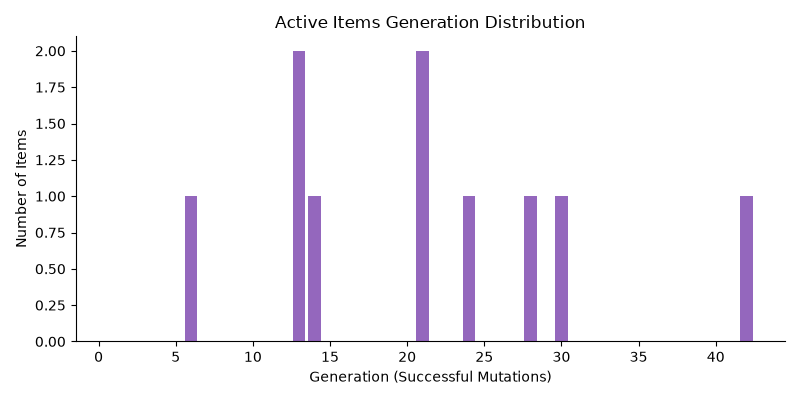 Active Items Generation Distribution
Number of Items
2.00
1.75
1.50
1.25
1.00
0.75
0.50
0.25
0.00
0 5 10 15 20 25 30 35 40
Generation (Successful Mutations)